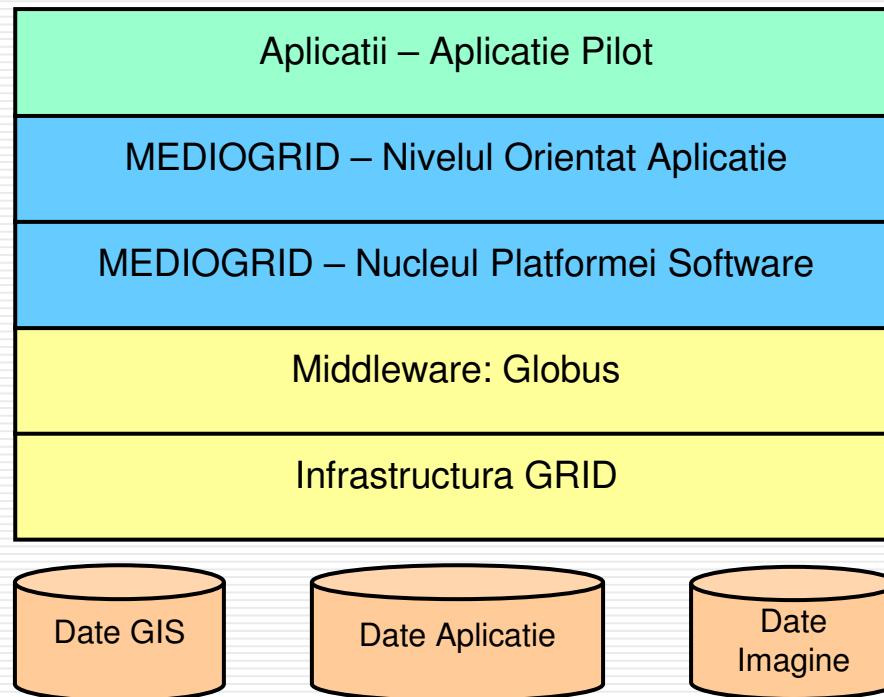 Aplicatii – Aplicatie Pilot
MEDIOGRID – Nivelul Orientat Aplicatie
MEDIOGRID – Nucleul Platformei Software
Middleware: Globus
Infrastructura GRID
Date GIS
Date Aplicatie
Date
Imagine